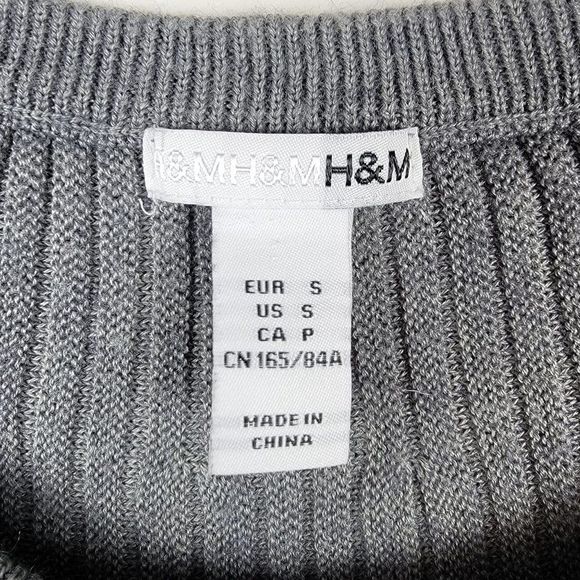 H&MH&MH&M
EUR S
US S
CA P
CN 165/84A
MADE IN
CHINA